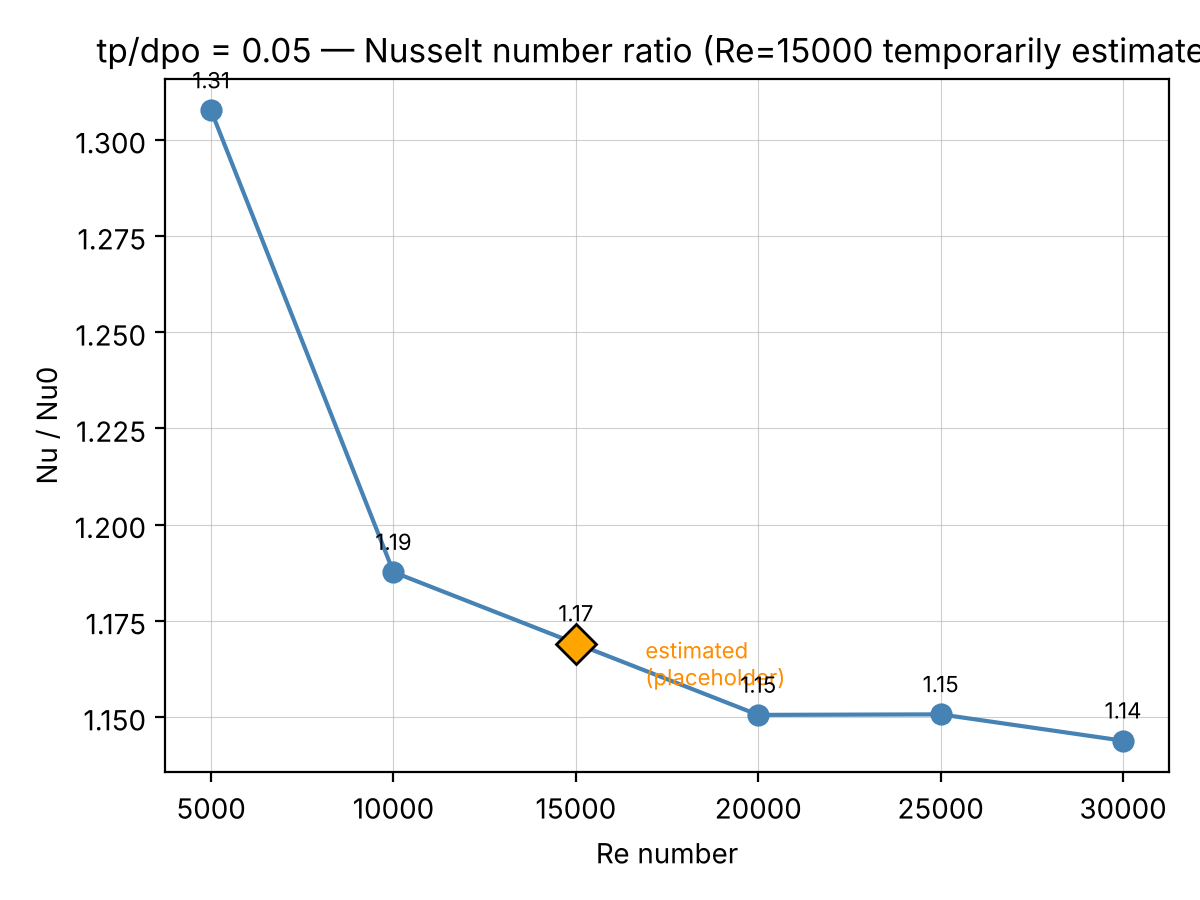 tp/dpo = 0.05 — Nusselt number ratio (Re=15000 temporarily estimate
1.31
1.300
1.275
1.250
1.225
1.200
1.175
1.150
Nu / Nu0
1.19
1.17
estimated
(placeholder)
1.15
1.15
1.14
5000 10000 15000 20000 25000 30000
Re number